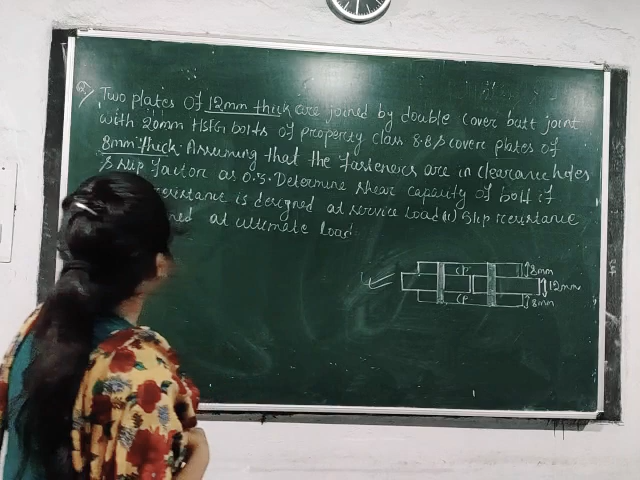 Q) Two plates of 12mm thick are joined by double cover butt joint
with 20mm HSFG bolts of property class 8.8 & cover plates of
8mm thick. Assuming that the fasteners are in clearance holes
& slip factor as 0.5. Determine shear capacity of bolt if
resistance is designed at service load (ii) Slip resistance
at ultimate load.
CP
8mm
12mm
CP
8mm